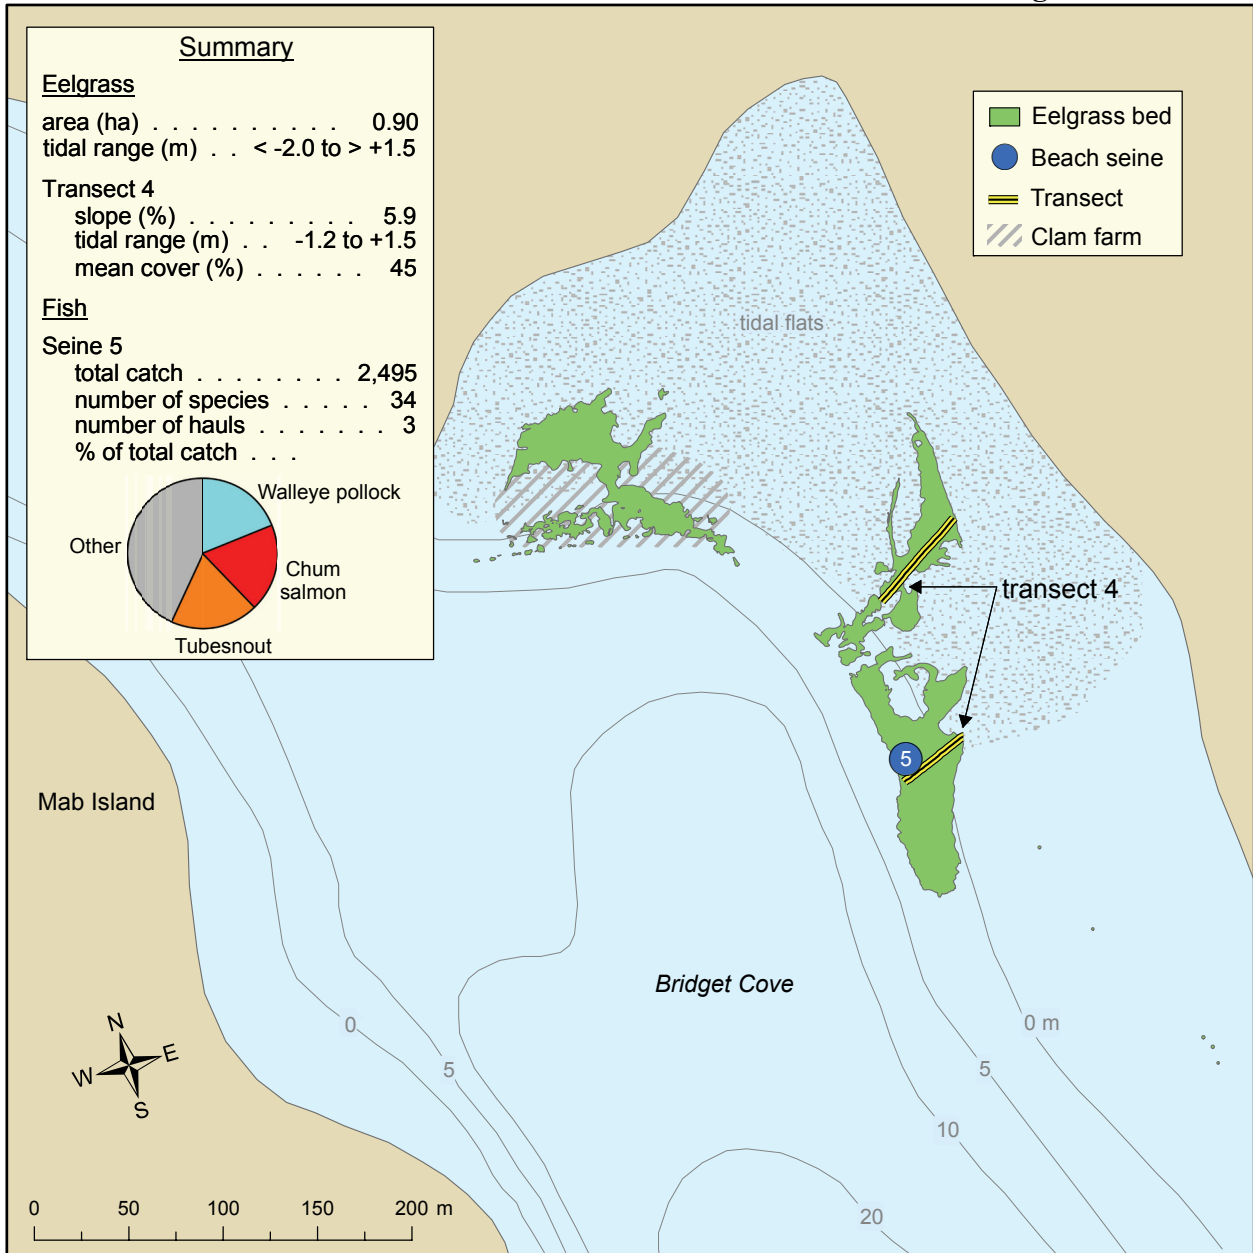 Summary
Eelgrass
area (ha) . . . . . . . . . . 0.90
tidal range (m) . . < -2.0 to > +1.5
Transect 4
slope (%) . . . . . . . . . 5.9
tidal range (m) . . -1.2 to +1.5
mean cover (%) . . . . . . 45
Fish
Seine 5
total catch . . . . . . . . 2,495
number of species . . . . . 34
number of hauls . . . . . . . 3
% of total catch . . .
Walleye pollock
Other
Chum
salmon
Tubesnout
Eelgrass bed
Beach seine
Transect
Clam farm
tidal flats
transect 4
5
Mab Island
Bridget Cove
0
0 m
5
5
10
20
N
E
W
S
0 50 100 150 200 m